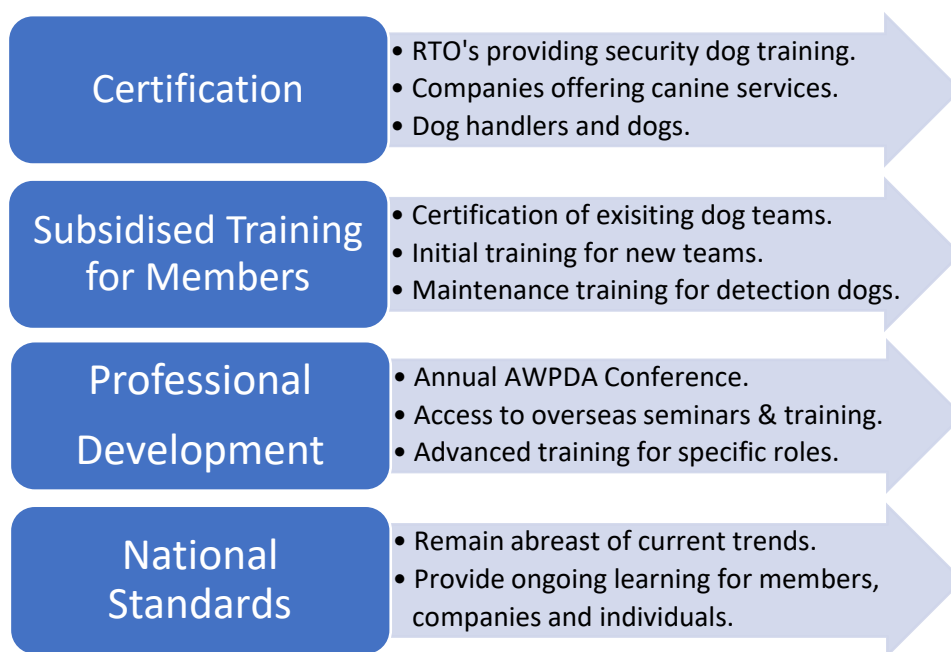 Certification
• RTO's providing security dog training.
• Companies offering canine services.
• Dog handlers and dogs.
Subsidised Training
for Members
• Certification of exisiting dog teams.
• Initial training for new teams.
• Maintenance training for detection dogs.
Professional
Development
• Annual AWPDA Conference.
• Access to overseas seminars & training.
• Advanced training for specific roles.
National
Standards
• Remain abreast of current trends.
• Provide ongoing learning for members,
companies and individuals.